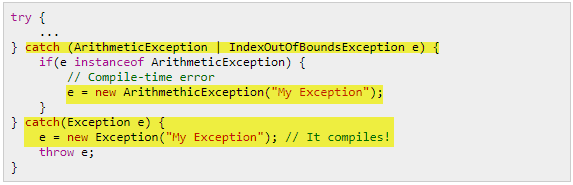 try {
    ...
} catch (ArithmeticException | IndexOutOfBoundsException e) {
    if(e instanceof ArithmeticException) {
        // Compile-time error
        e = new ArithmethicException("My Exception");
    }
} catch(Exception e) {
    e = new Exception("My Exception"); // It compiles!
    throw e;
}